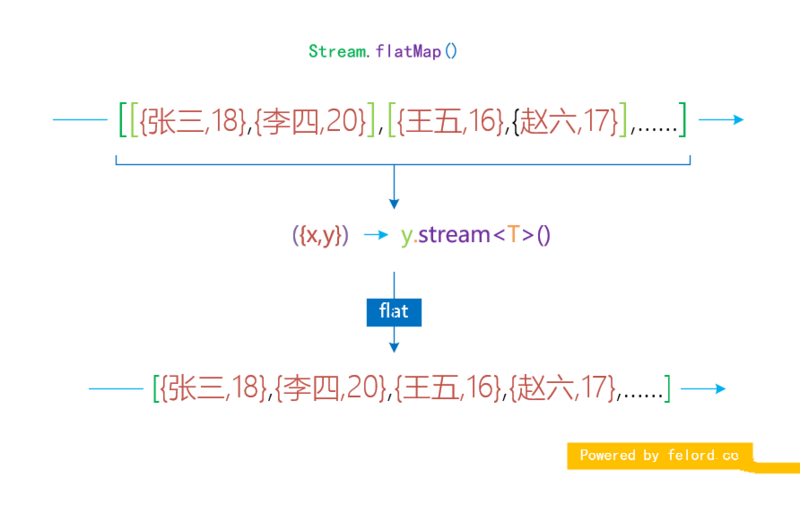 Stream.flatMap()
[[{张三,18},{李四,20}],[{王五,16},{赵六,17}],......]
({x,y}) → y.stream<T>()
flat
[{张三,18},{李四,20},{王五,16},{赵六,17},......]
Powered by felord.co